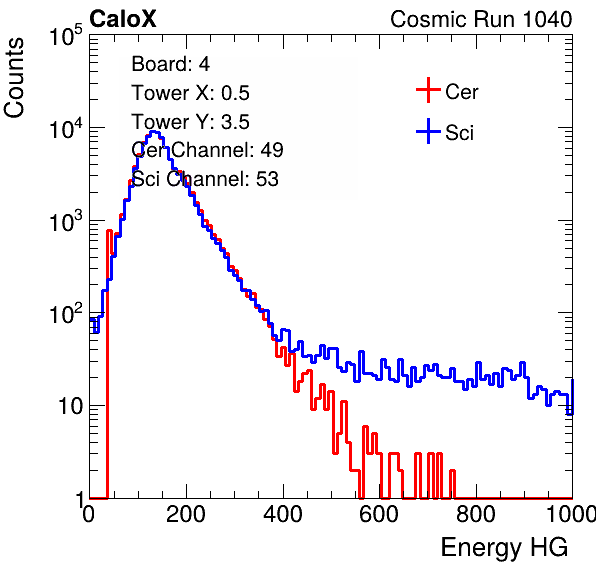 CaloX Cosmic Run 1040
Board: 4
Tower X: 0.5
Tower Y: 3.5
Cer Channel: 49
Sci Channel: 53
Cer
Sci
Counts
10^5
10^4
10^3
10^2
10
1
0 200 400 600 800 1000
Energy HG